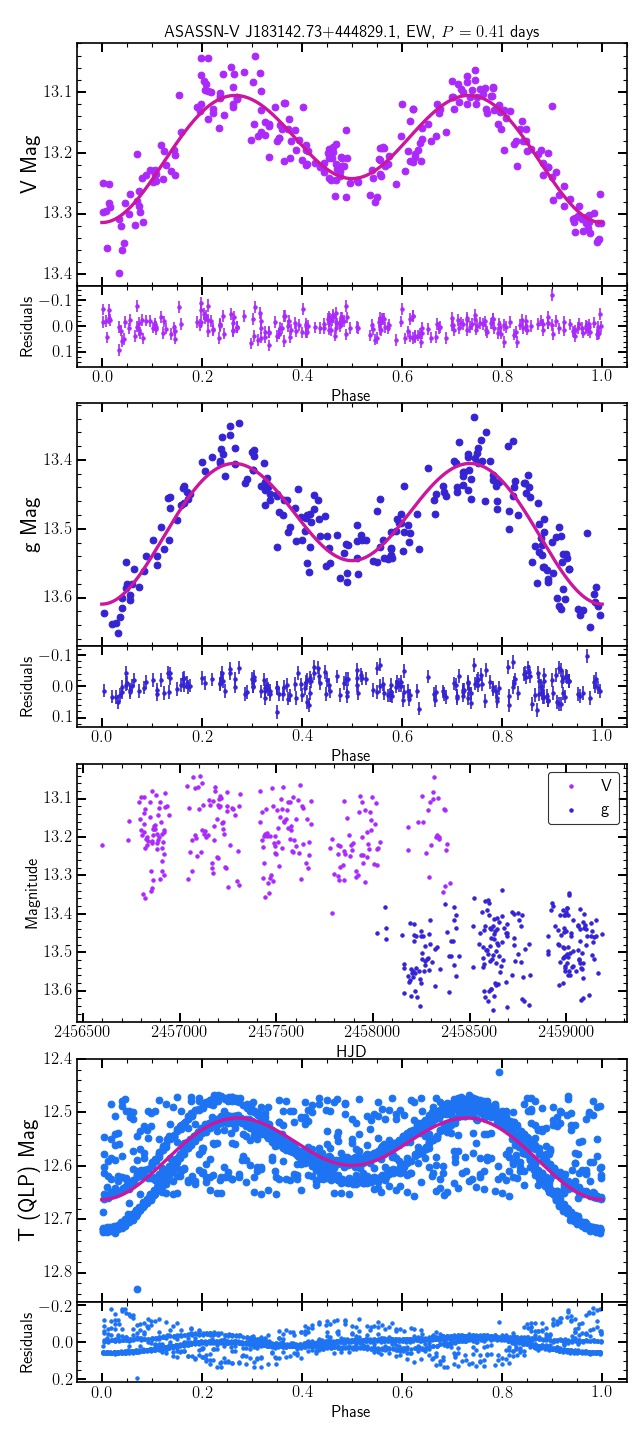 ASASSN-V J183142.73+444829.1, EW, P = 0.41 days
13.1
13.2
13.3
13.4
V Mag
−0.1
0.0
0.1
Residuals
0.0 0.2 0.4 0.6 0.8 1.0
Phase
13.4
13.5
13.6
g Mag
−0.1
0.0
0.1
Residuals
0.0 0.2 0.4 0.6 0.8 1.0
Phase
13.1
13.2
13.3
13.4
13.5
13.6
Magnitude
V
g
2456500 2457000 2457500 2458000 2458500 2459000
HJD
12.4
12.5
12.6
12.7
12.8
T (QLP) Mag
−0.2
0.0
0.2
Residuals
0.0 0.2 0.4 0.6 0.8 1.0
Phase